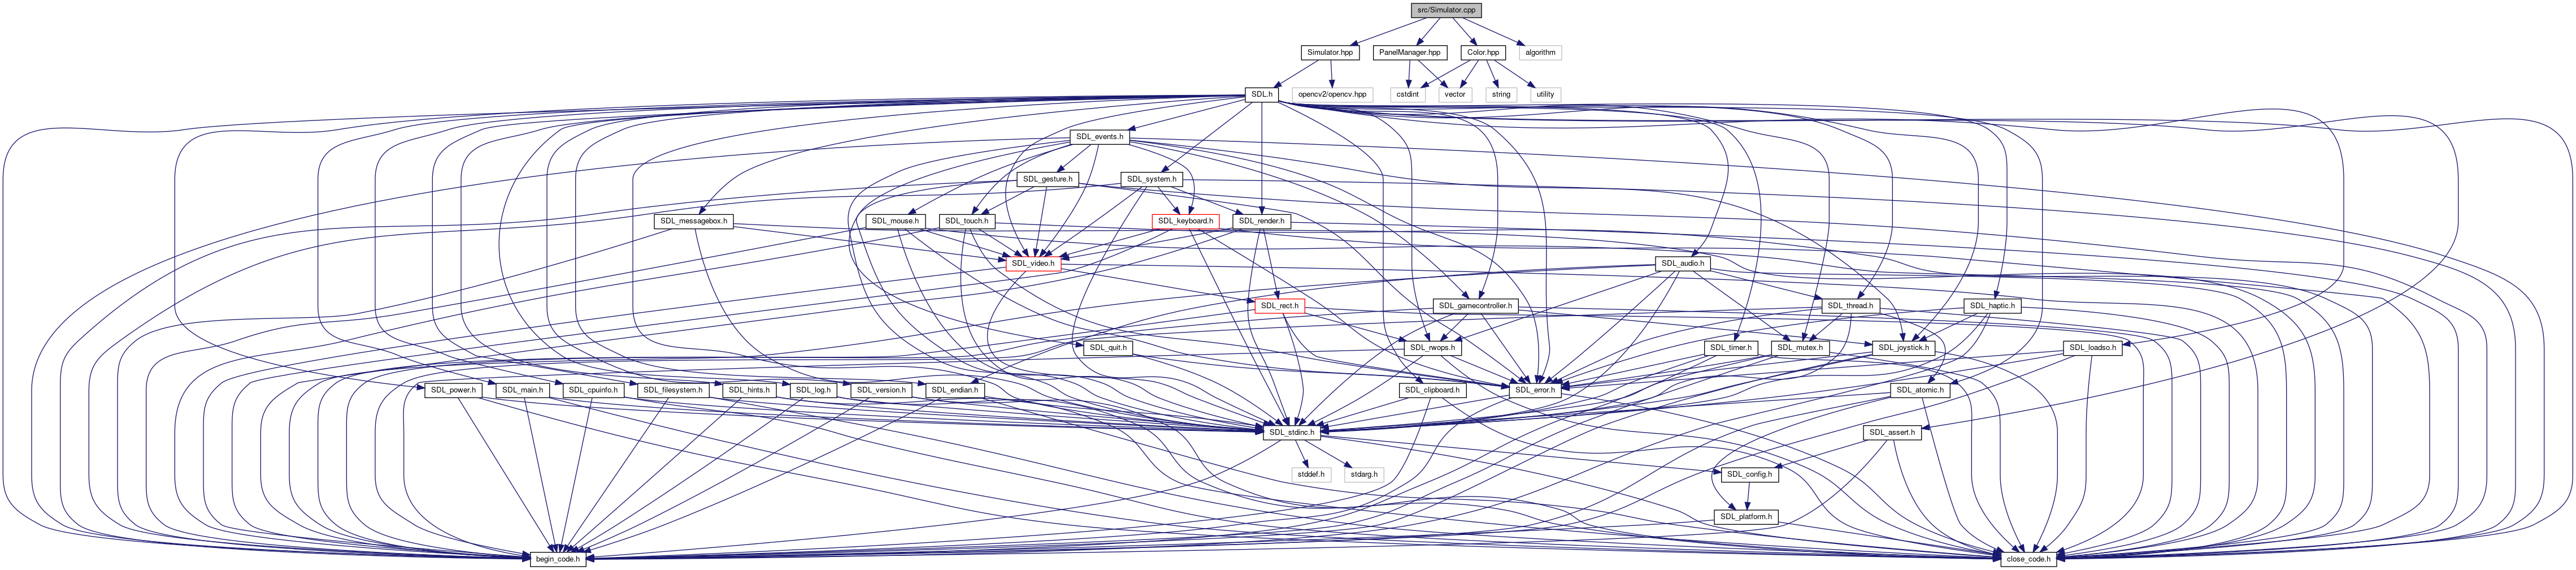 src/Simulator.cpp
Simulator.hpp
PanelManager.hpp
Color.hpp
algorithm
SDL.h
opencv2/opencv.hpp
cstdint
vector
string
utility
SDL_events.h
SDL_gesture.h
SDL_system.h
SDL_messagebox.h
SDL_mouse.h
SDL_touch.h
SDL_keyboard.h
SDL_render.h
SDL_video.h
SDL_audio.h
SDL_rect.h
SDL_gamecontroller.h
SDL_thread.h
SDL_haptic.h
SDL_quit.h
SDL_rwops.h
SDL_timer.h
SDL_mutex.h
SDL_joystick.h
SDL_loadso.h
SDL_power.h
SDL_main.h
SDL_cpuinfo.h
SDL_filesystem.h
SDL_hints.h
SDL_log.h
SDL_version.h
SDL_endian.h
SDL_clipboard.h
SDL_error.h
SDL_atomic.h
SDL_stdinc.h
SDL_assert.h
stddef.h
stdarg.h
SDL_config.h
SDL_platform.h
begin_code.h
close_code.h